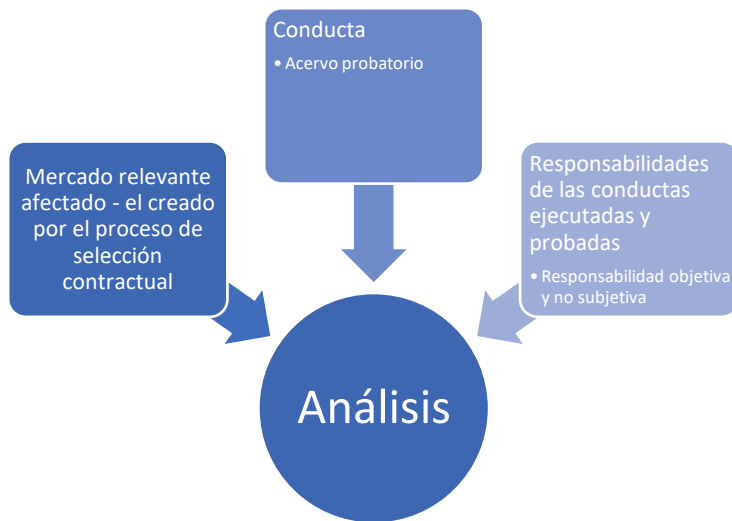 Conducta
• Acervo probatorio
Mercado relevante
afectado - el creado
por el proceso de
selección
contractual
Responsabilidades
de las conductas
ejecutadas y
probadas
• Responsabilidad objetiva
y no subjetiva
Análisis